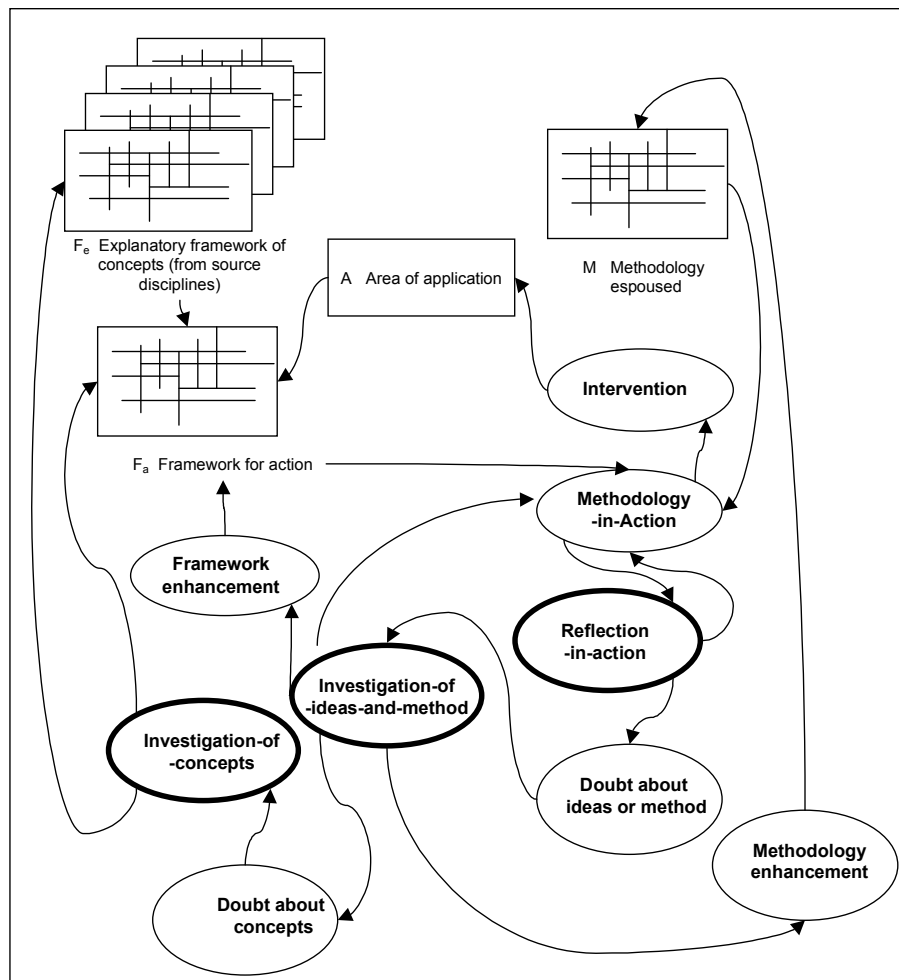 Fe Explanatory framework of
concepts (from source
disciplines)
A Area of application
M Methodology
espoused
Intervention
Fa Framework for action
Methodology
-in-Action
Framework
enhancement
Reflection
-in-action
Investigation-of
-ideas-and-method
Investigation-of
-concepts
Doubt about
ideas or method
Methodology
enhancement
Doubt about
concepts